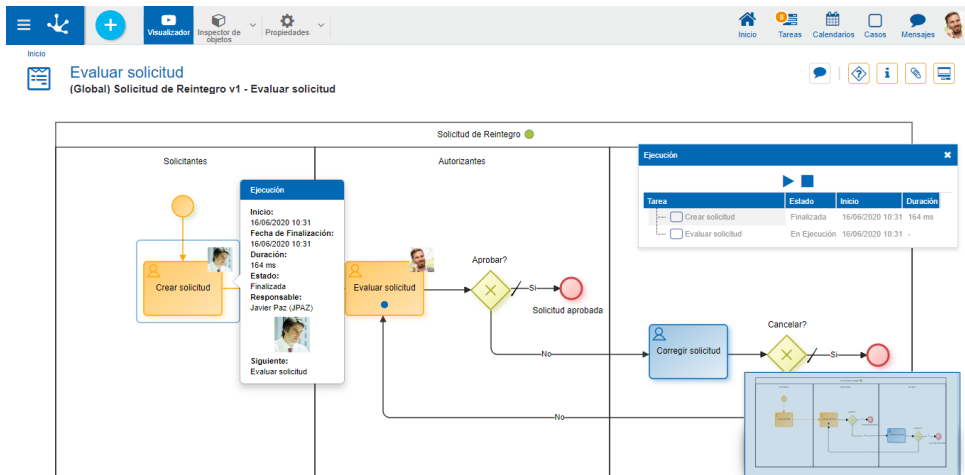 Visualizador
Inspector de
objetos
Propiedades
Inicio
8
Tareas
Calendarios
Casos
Mensajes
Inicio
Evaluar solicitud
(Global) Solicitud de Reintegro v1 - Evaluar solicitud
Solicitud de Reintegro
Solicitantes
Autorizantes
Crear solicitud
Ejecución
Inicio:
16/06/2020 10:31
Fecha de Finalización:
16/06/2020 10:31
Duración:
164 ms
Estado:
Finalizada
Responsable:
Javier Paz (JPAZ)
Siguiente:
Evaluar solicitud
Evaluar solicitud
Aprobar?
Si
Solicitud aprobada
No
Corregir solicitud
Cancelar?
Si
No
Ejecución
Tarea Estado Inicio Duración
Crear solicitud Finalizada 16/06/2020 10:31 164 ms
Evaluar solicitud En Ejecución 16/06/2020 10:31 -